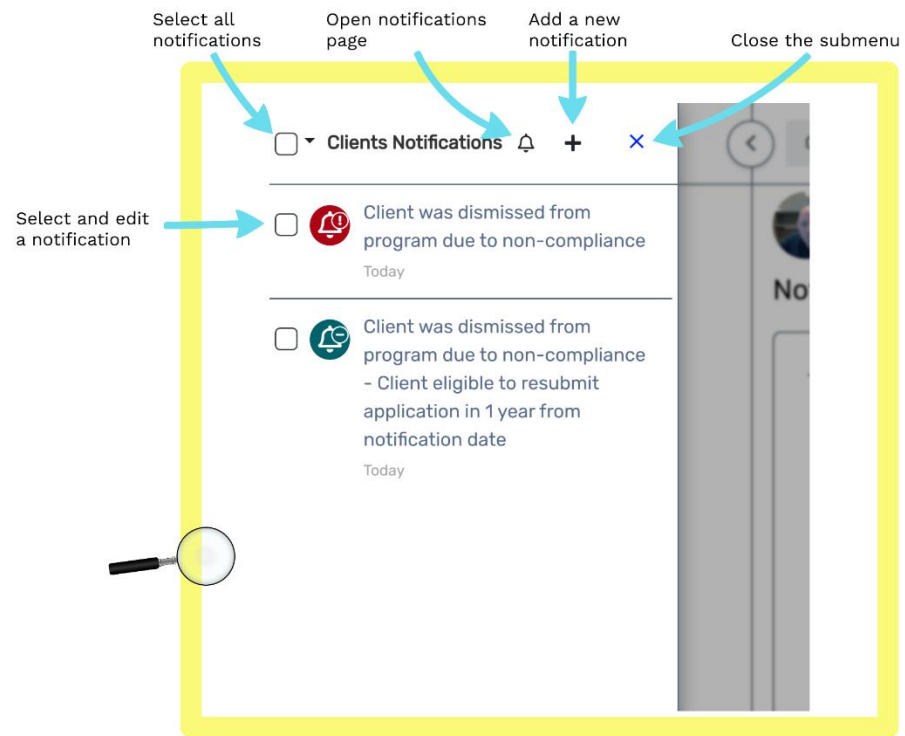 Select all
notifications
Open notifications
page
Add a new
notification
Close the submenu
Clients Notifications
Select and edit
a notification
Client was dismissed from
program due to non-compliance
Today
No
Client was dismissed from
program due to non-compliance
- Client eligible to resubmit
application in 1 year from
notification date
Today